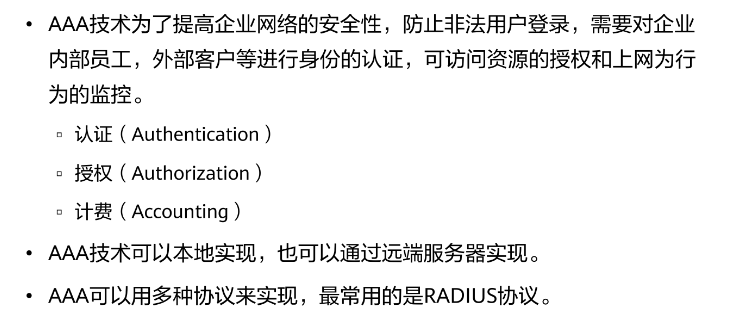 • AAA技术为了提高企业网络的安全性，防止非法用户登录，需要对企业
内部员工，外部客户等进行身份的认证，可访问资源的授权和上网为行
为的监控。
▫ 认证（Authentication）
▫ 授权（Authorization）
▫ 计费（Accounting）
• AAA技术可以本地实现，也可以通过远端服务器实现。
• AAA可以用多种协议来实现，最常用的是RADIUS协议。